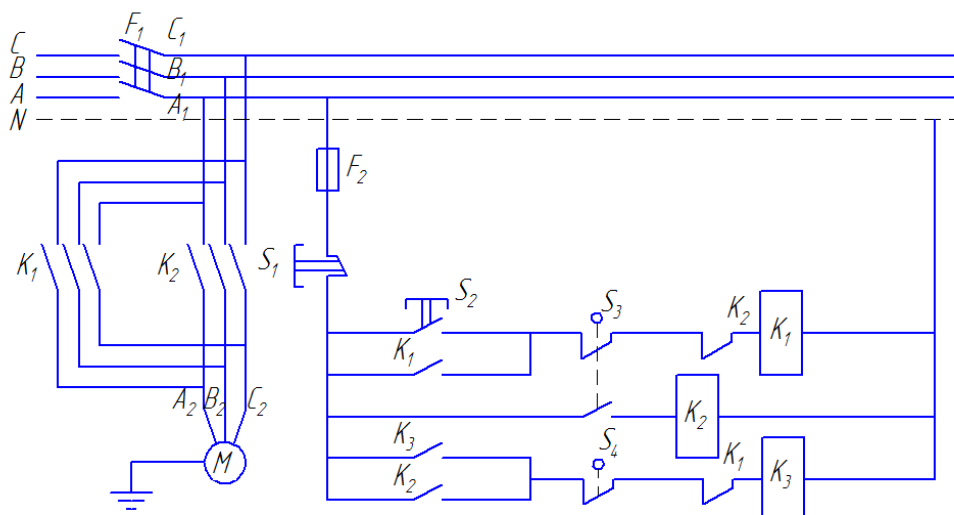 F₁ C₁
C
B B₁
A A₁
N
F₂
K₁ K₂ S₁
S₂ S₃ K₂ K₁
K₁
A₂ B₂ C₂ K₂
K₃ S₄
M K₂ K₁ K₃